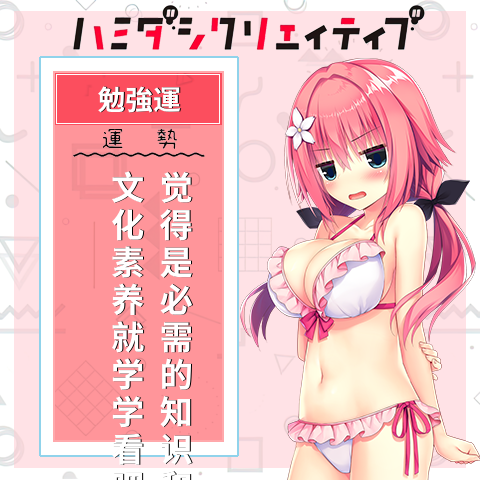 ハミダシクリエイティブ
勉強運
運 勢
觉得是必需的知识和
文化素养就学学看